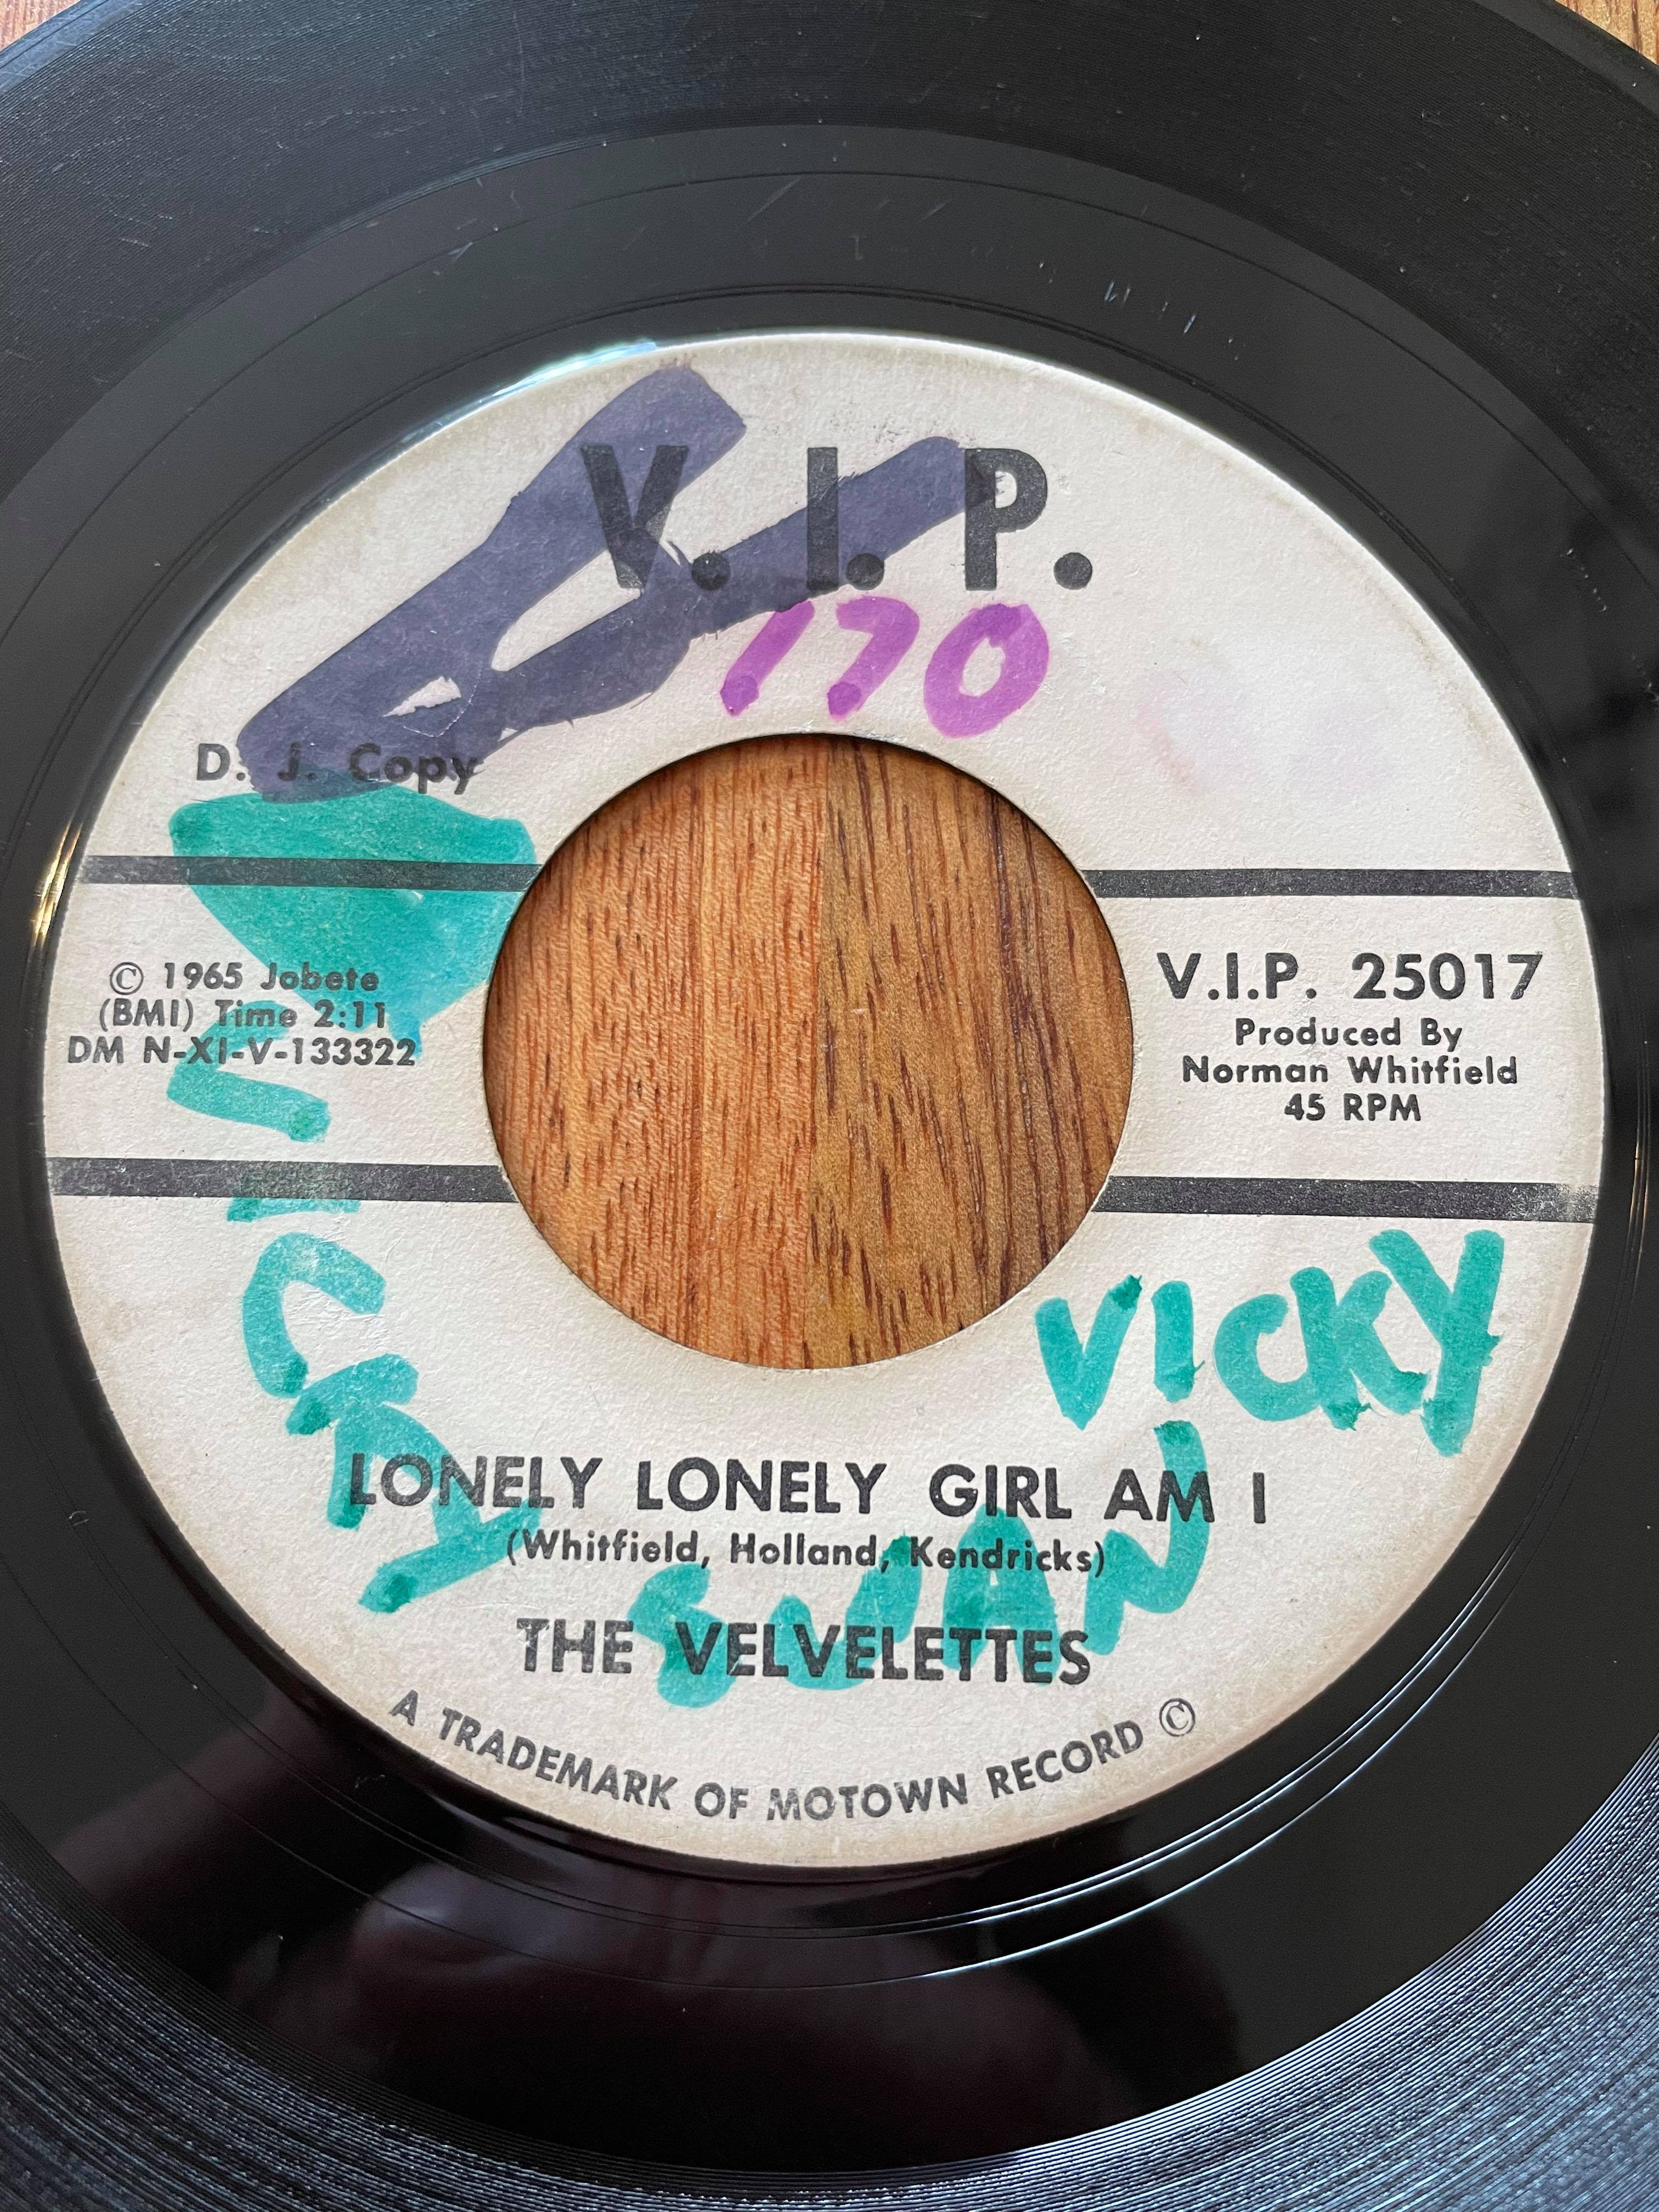 V. I. P.
170
D. J. Copy
© 1965 Jobete
(BMI) Time 2:11
DM N-XI-V-133322
V.I.P. 25017
Produced By
Norman Whitfield
45 RPM
VICKY
VICKY
LONELY LONELY GIRL AM I
(Whitfield, Holland, Kendricks)
SUAN
THE VELVELETTES
A TRADEMARK OF MOTOWN RECORD ©